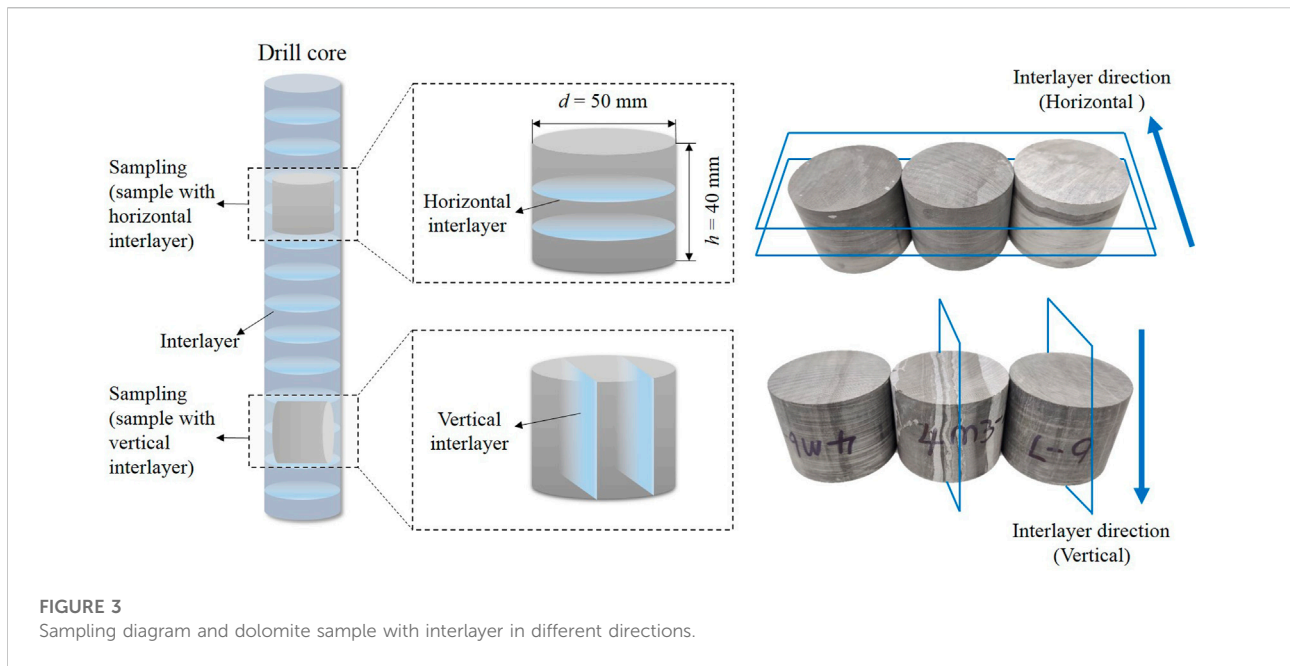 Drill core
Sampling
(sample with
horizontal
interlayer)
Interlayer
Sampling
(sample with
vertical
interlayer)
d = 50 mm
h = 40 mm
Horizontal
interlayer
Vertical
interlayer
Interlayer direction
(Horizontal )
Interlayer direction
(Vertical)
FIGURE 3
Sampling diagram and dolomite sample with interlayer in different directions.